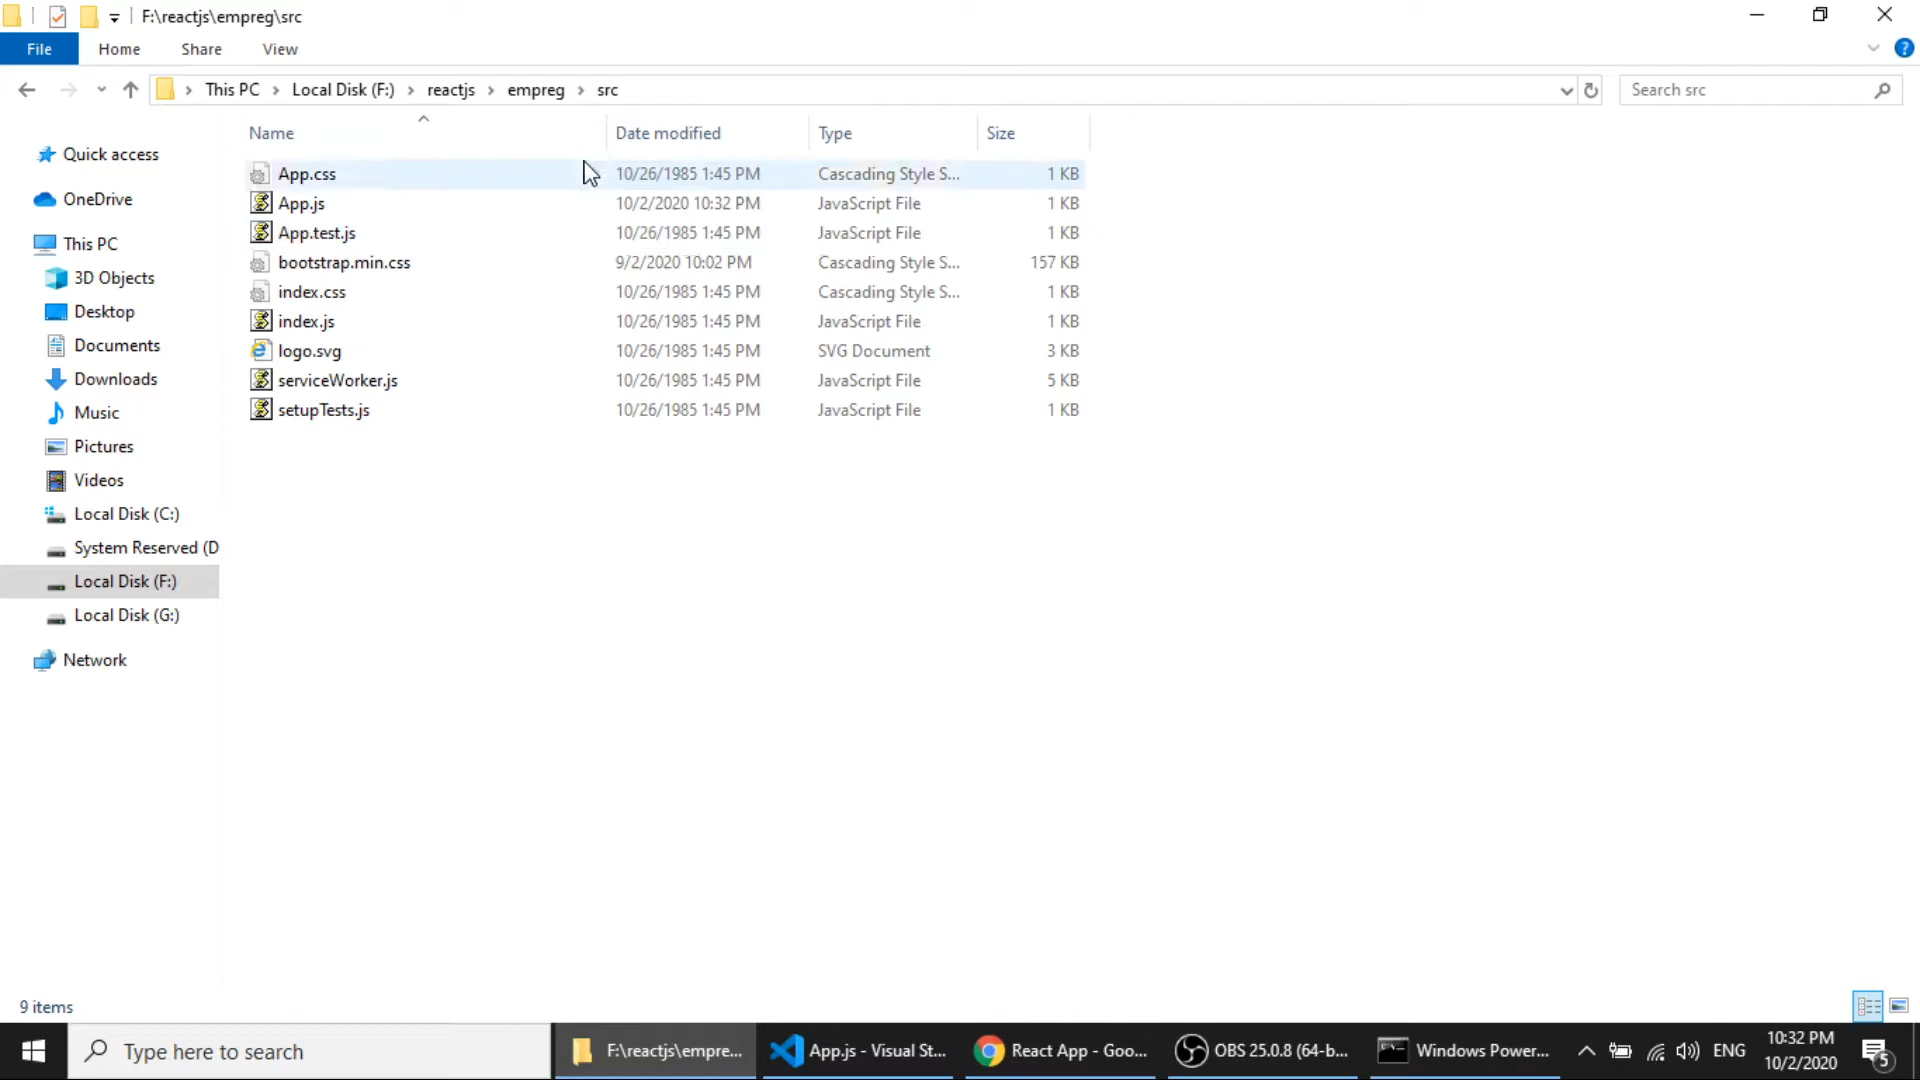 F:\reactjs\empreg\src
File Home Share View
This PC Local Disk (F:) reactjs empreg src Search src
Name Date modified Type Size
Quick access
OneDrive
This PC
3D Objects
Desktop
Documents
Downloads
Music
Pictures
Videos
Local Disk (C:)
System Reserved (D
Local Disk (F:)
Local Disk (G:)
Network
App.css 10/26/1985 1:45 PM Cascading Style S... 1 KB
App.js 10/2/2020 10:32 PM JavaScript File 1 KB
App.test.js 10/26/1985 1:45 PM JavaScript File 1 KB
bootstrap.min.css 9/2/2020 10:02 PM Cascading Style S... 157 KB
index.css 10/26/1985 1:45 PM Cascading Style S... 1 KB
index.js 10/26/1985 1:45 PM JavaScript File 1 KB
logo.svg 10/26/1985 1:45 PM SVG Document 3 KB
serviceWorker.js 10/26/1985 1:45 PM JavaScript File 5 KB
setupTests.js 10/26/1985 1:45 PM JavaScript File 1 KB
9 items
Type here to search F:\reactjs\empre... App.js - Visual St... React App - Goo... OBS 25.0.8 (64-b... Windows Power... ENG
10:32 PM
10/2/2020
5